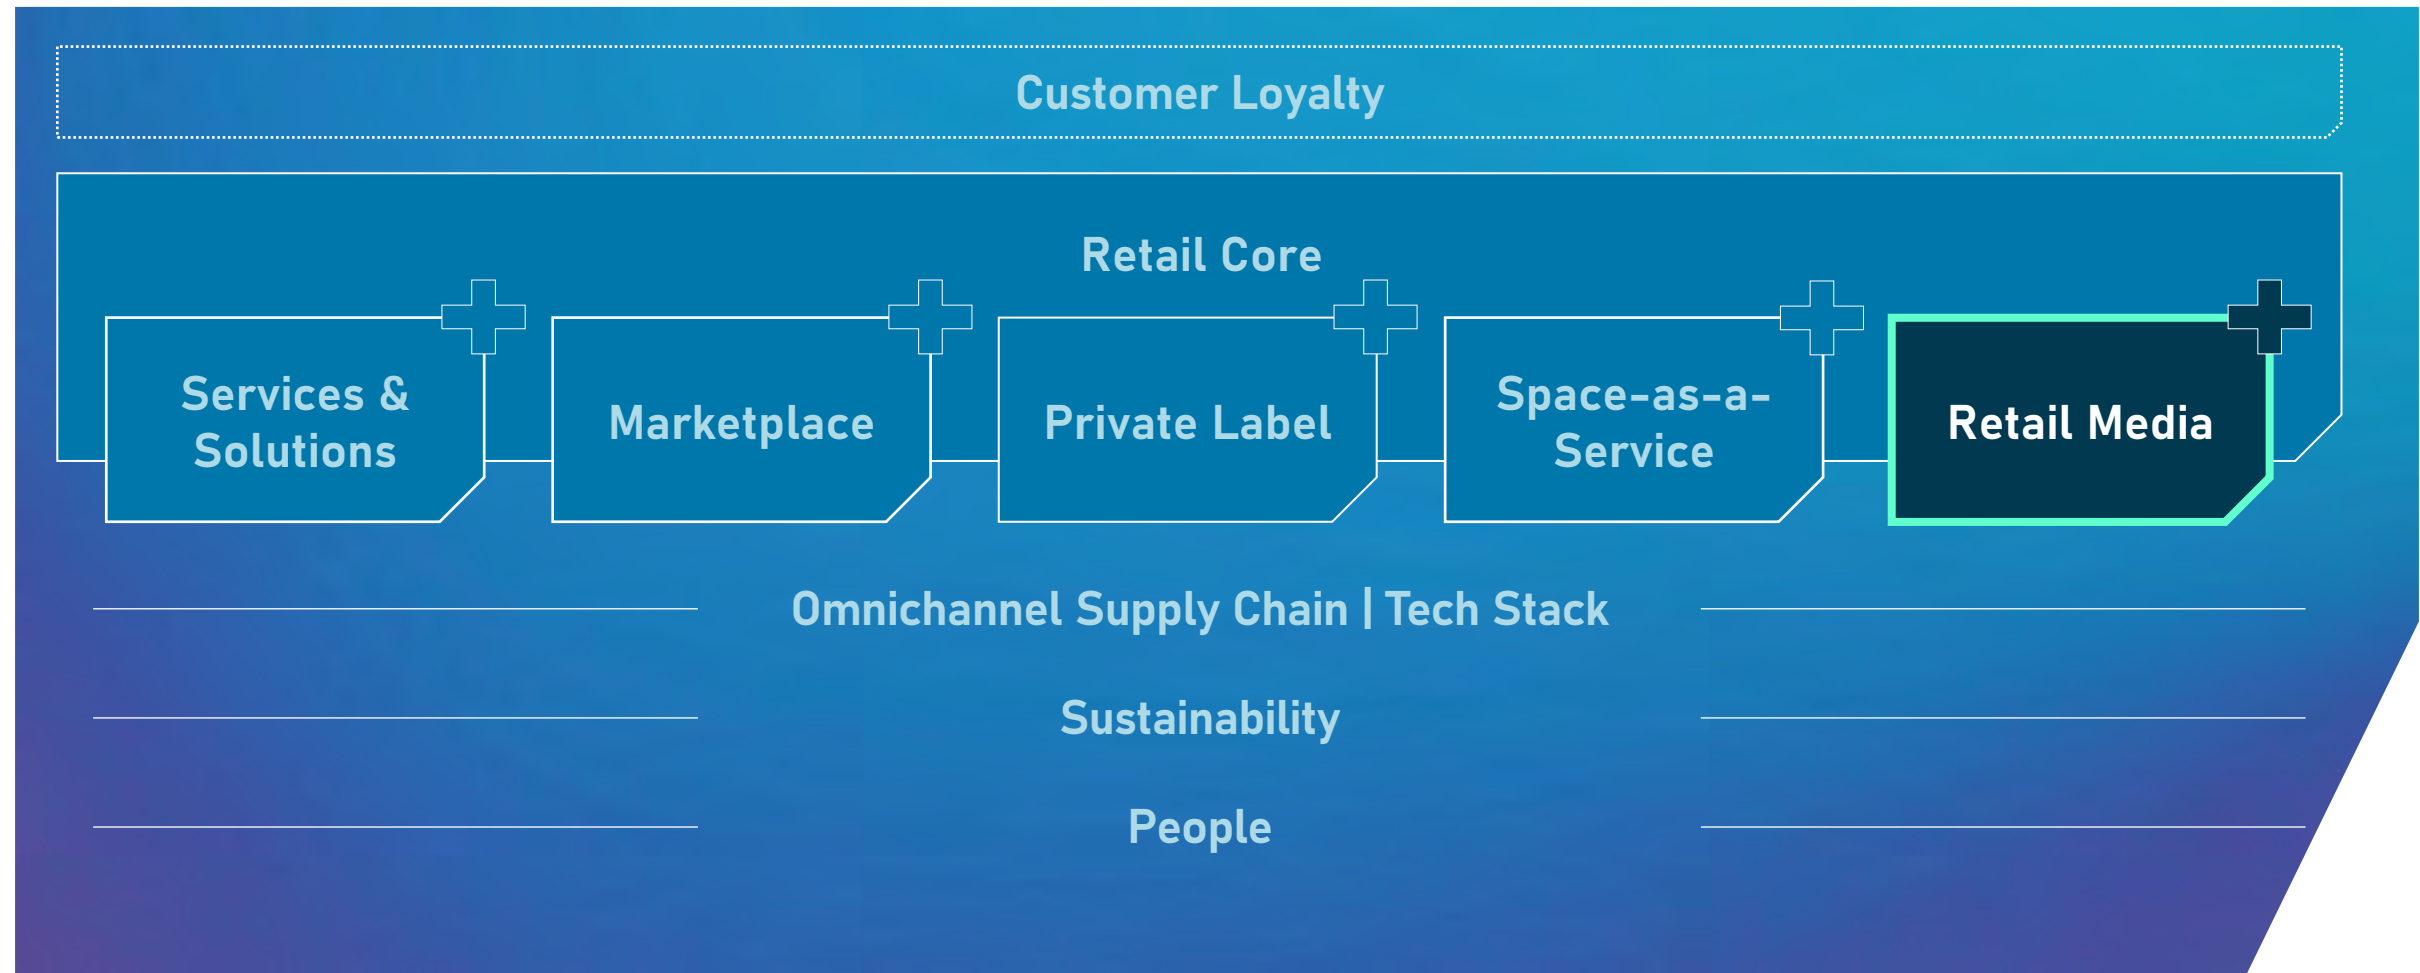 Customer Loyalty
Retail Core
Services &
Solutions
Marketplace
Private Label
Space-as-a-
Service
Retail Media
Omnichannel Supply Chain | Tech Stack
Sustainability
People